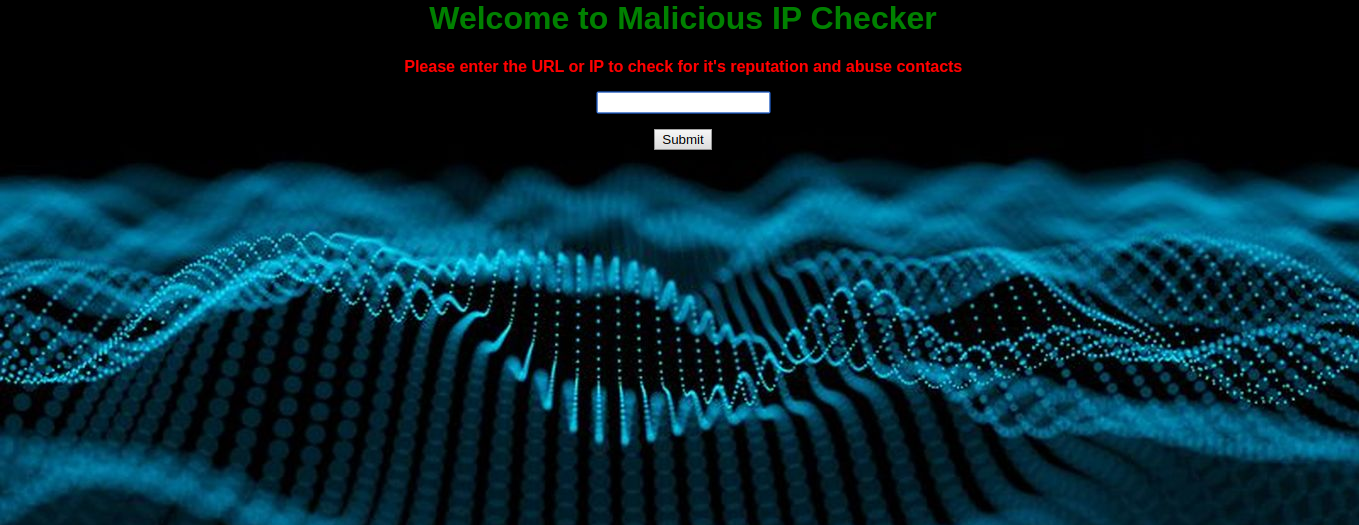 Welcome to Malicious IP Checker
Please enter the URL or IP to check for it's reputation and abuse contacts
Submit